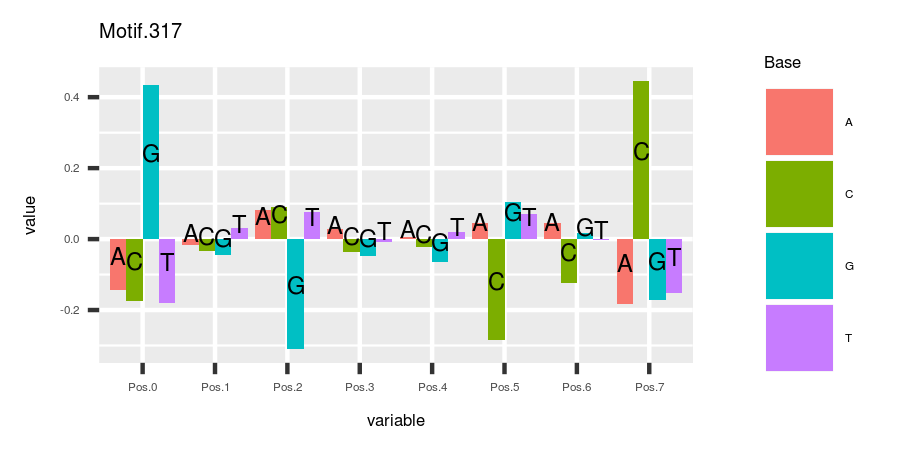 Motif.317
value
0.4
0.2
0.0
-0.2
A C G T
A C G T
A C G T
A C G T
A C G T
A C G T
A C G T
A C G T
Pos.0 Pos.1 Pos.2 Pos.3 Pos.4 Pos.5 Pos.6 Pos.7
variable
Base
A
C
G
T